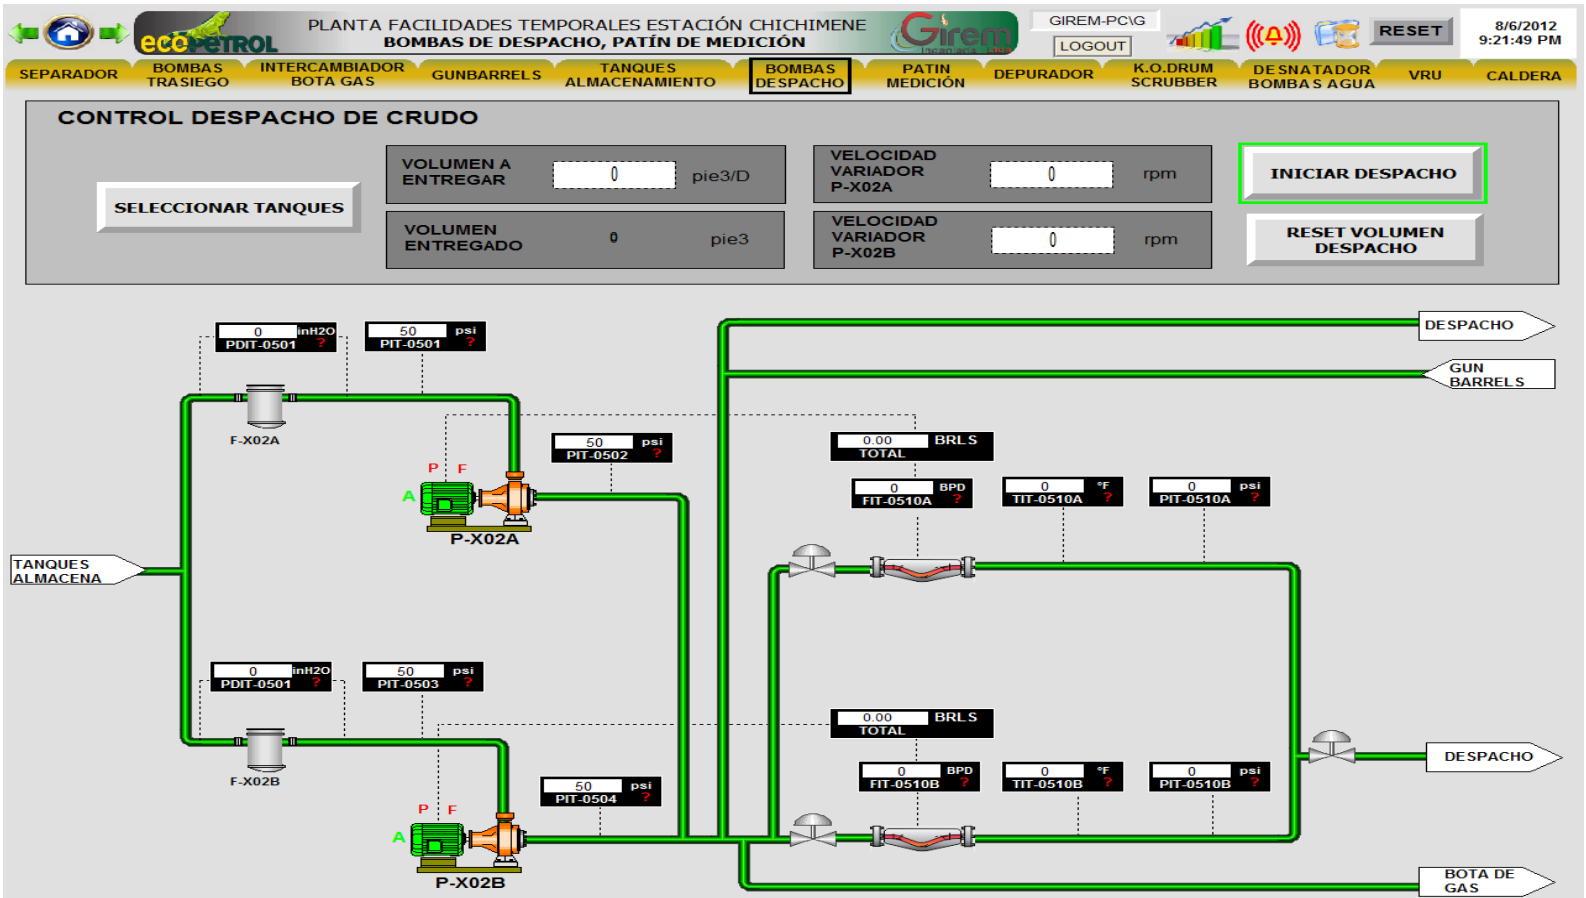 PLANTA FACILIDADES TEMPORALES ESTACIÓN CHICHIMENE
BOMBAS DE DESPACHO, PATÍN DE MEDICIÓN
ecopetrol
Girem
Ingeniería Ltda
GIREM-PC\G
LOGOUT
RESET
8/6/2012
9:21:49 PM
SEPARADOR
BOMBAS
TRASIEGO
INTERCAMBIADOR
BOTA GAS
GUNBARRELS
TANQUES
ALMACENAMIENTO
BOMBAS
DESPACHO
PATIN
MEDICIÓN
DEPURADOR
K.O.DRUM
SCRUBBER
DESNATADOR
BOMBAS AGUA
VRU
CALDERA
CONTROL DESPACHO DE CRUDO
SELECCIONAR TANQUES
VOLUMEN A
ENTREGAR
0 pie3/D
VOLUMEN
ENTREGADO
0 pie3
VELOCIDAD
VARIADOR
P-X02A
0 rpm
VELOCIDAD
VARIADOR
P-X02B
0 rpm
INICIAR DESPACHO
RESET VOLUMEN
DESPACHO
0 inH2O
PDIT-0501 ?
50 psi
PIT-0501 ?
DESPACHO
GUN
BARRELS
F-X02A
50 psi
PIT-0502 ?
0.00 BRLS
TOTAL
P F
A
P-X02A
0 BPD
FIT-0510A ?
0 °F
TIT-0510A ?
0 psi
PIT-0510A ?
TANQUES
ALMACENA
0 inH2O
PDIT-0501 ?
50 psi
PIT-0503 ?
0.00 BRLS
TOTAL
F-X02B
50 psi
PIT-0504 ?
0 BPD
FIT-0510B ?
0 °F
TIT-0510B ?
0 psi
PIT-0510B ?
DESPACHO
P F
A
P-X02B
BOTA DE
GAS